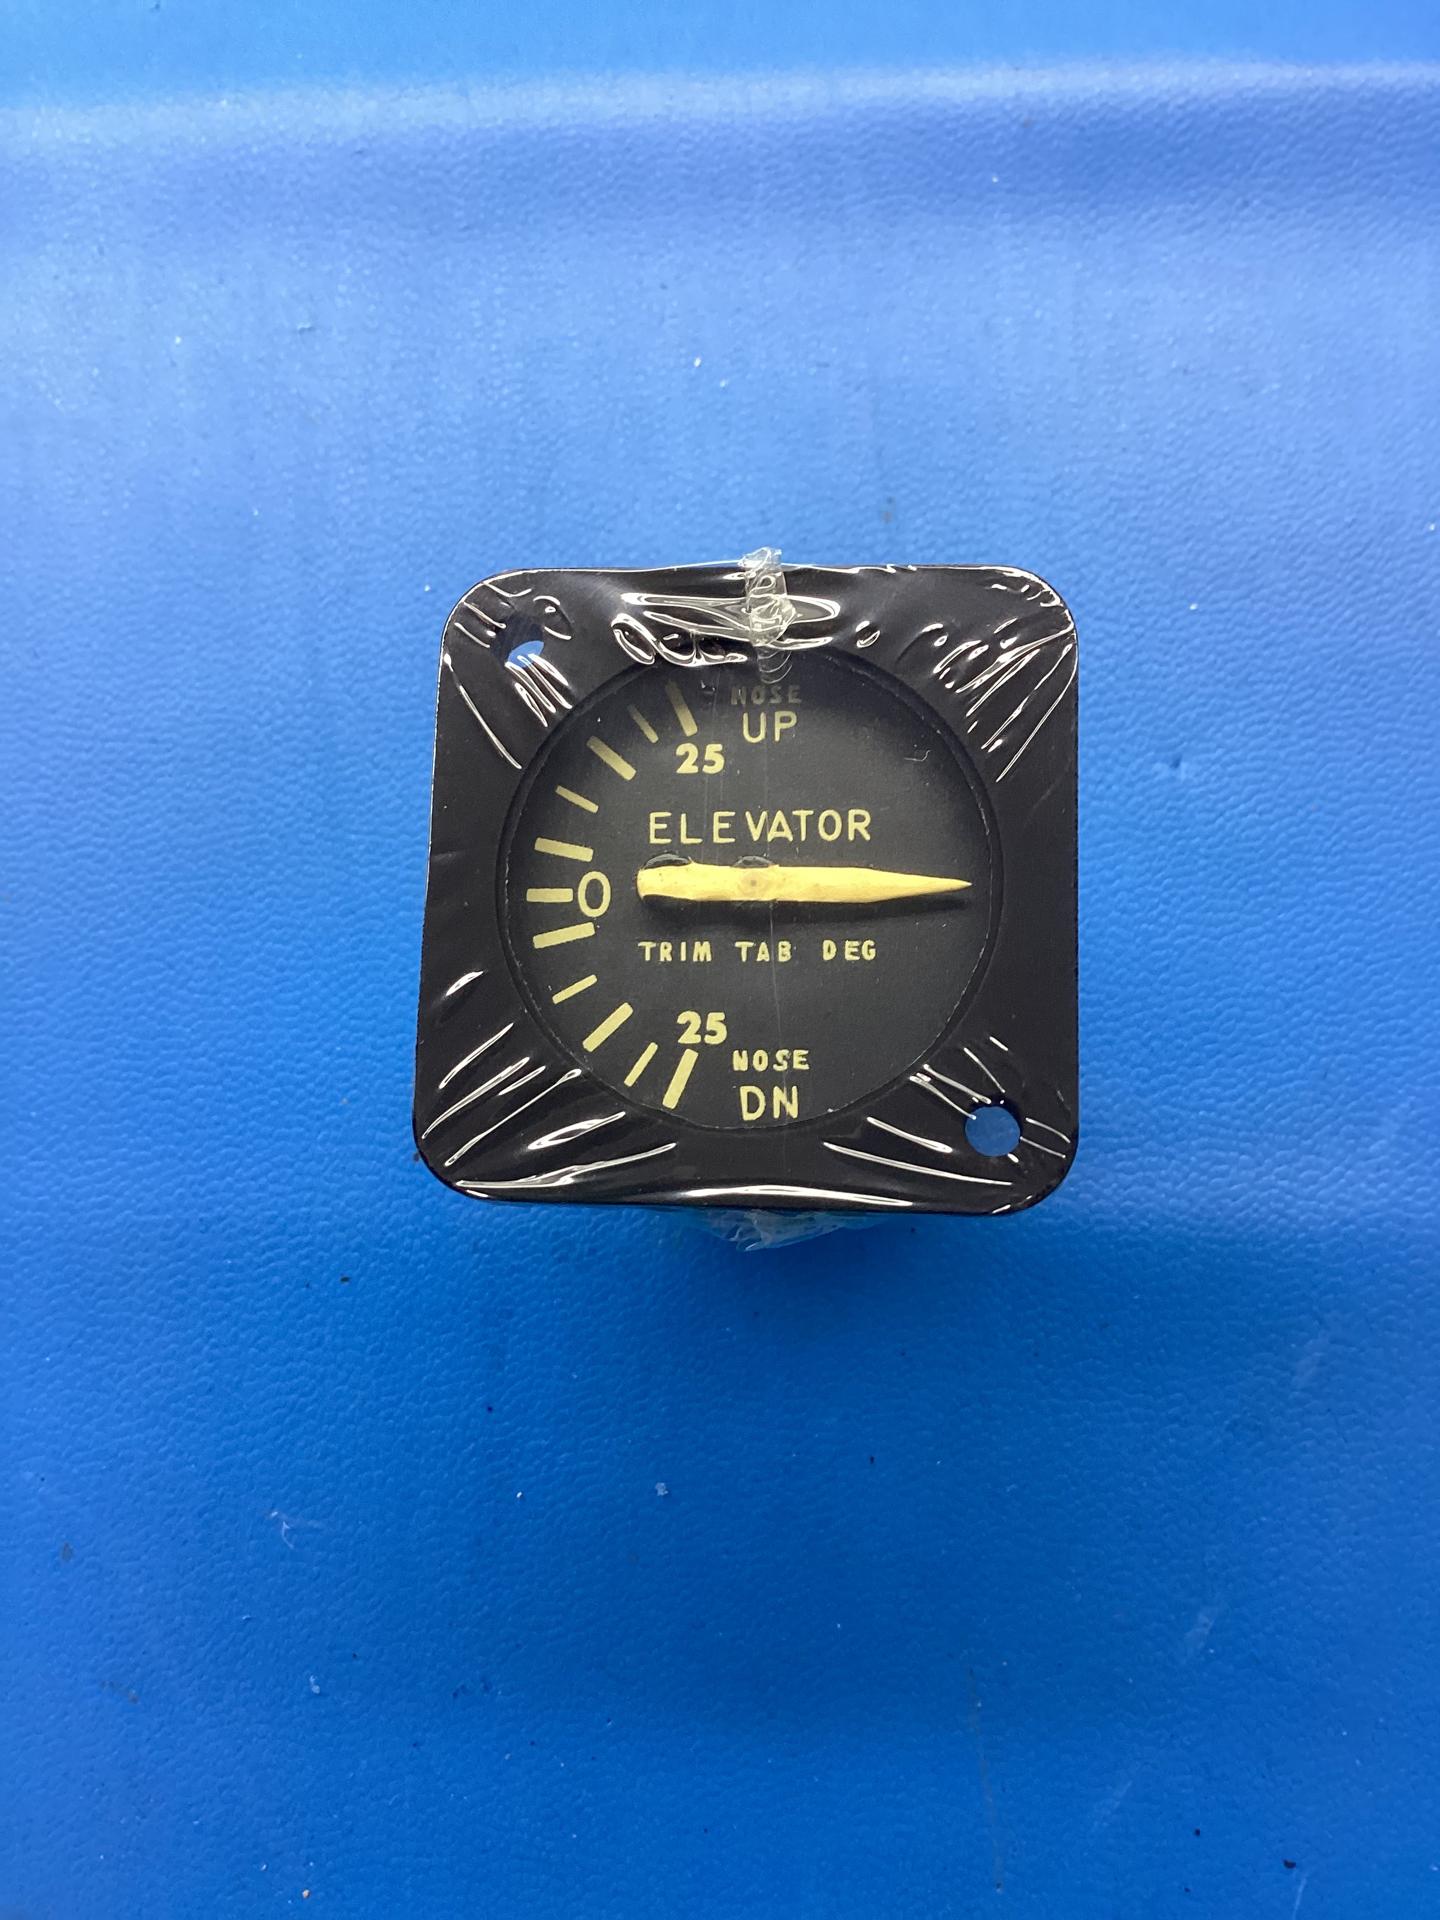 NOSE
UP
25
ELEVATOR
0
TRIM TAB DEG
25
NOSE
DN